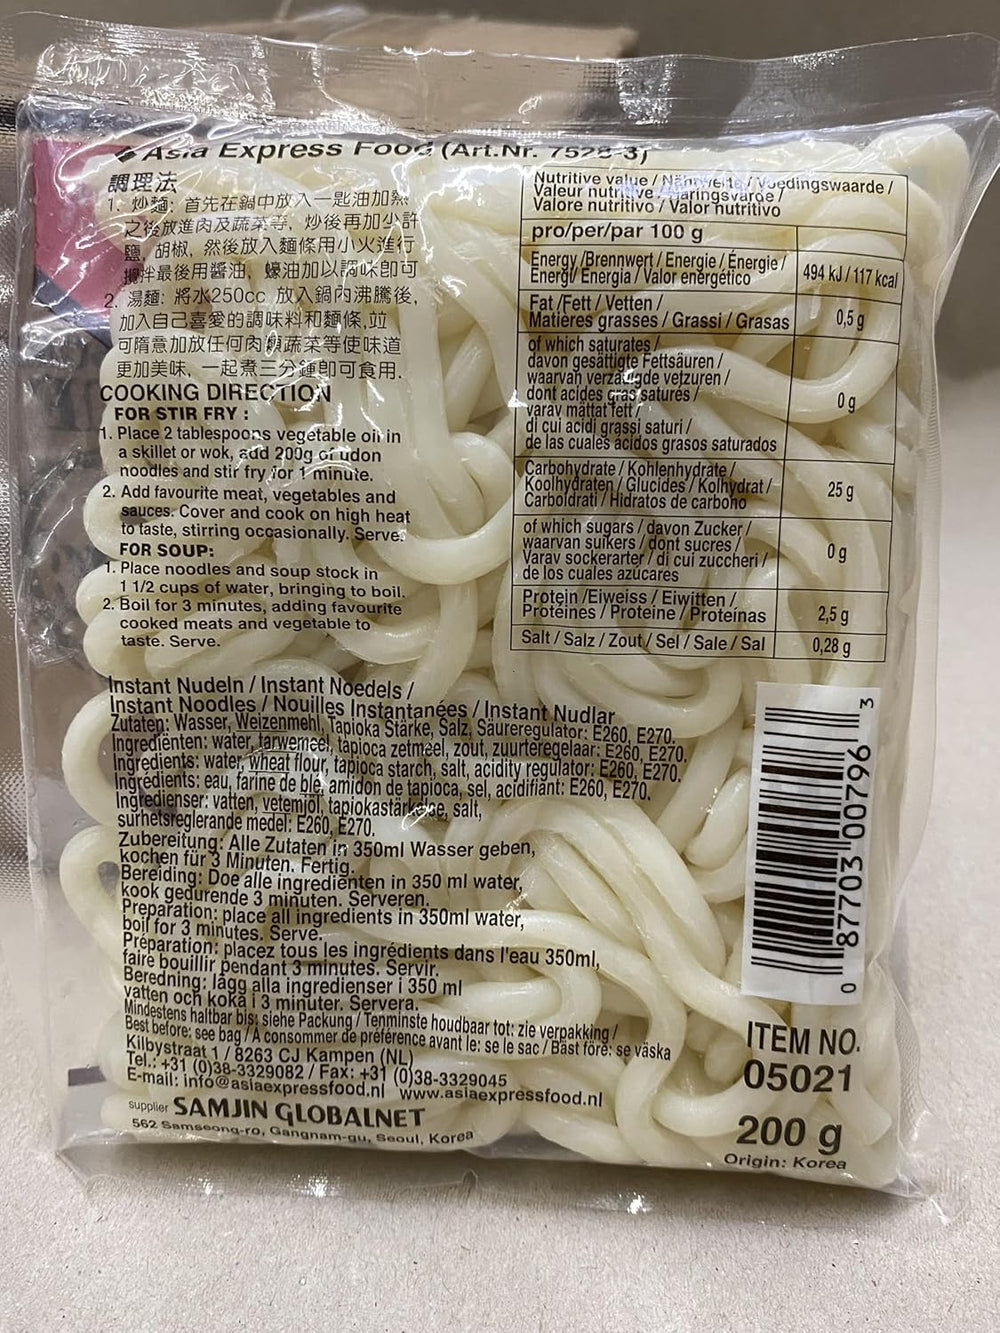 Asia Express Food (Art.Nr. 7528-3)
調理法
1. 炒麵: 首先在鍋中放入一匙油加熱
之後放進肉及蔬菜等, 炒後再加少許
鹽, 胡椒, 然後放入麵條用小火進行
攪拌最後用醬油, 蠔油加以調味即可
2. 湯麵: 將水250cc 放入鍋內沸騰後,
加入自己喜愛的調味料和麵條,竝
可隋意加放任何肉類蔬菜等使味道
更加美味, 一起煮三分鍾即可食用.
COOKING DIRECTION
FOR STIR FRY :
1. Place 2 tablespoons vegetable oil in
a skillet or wok, add 200g of udon
noodles and stir fry for 1 minute.
2. Add favourite meat, vegetables and
sauces. Cover and cook on high heat
to taste, stirring occasionally. Serve.
FOR SOUP:
1. Place noodles and soup stock in
1 1/2 cups of water, bringing to boil.
2. Boil for 3 minutes, adding favourite
cooked meats and vegetable to
taste. Serve.
Nutritive value / Nährwerte / Voedingswaarde /
Valeur nutritive / Näringsvärde /
Valore nutritivo / Valor nutritivo
pro/per/par 100 g
Energy /Brennwert / Energie / Énergie /
Energi / Energia / Valor energético
494 kJ / 117 kcal
Fat /Fett / Vetten /
Matières grasses / Grassi / Grasas
0,5 g
of which saturates /
davon gesättigte Fettsäuren /
waarvan verzadigde vetzuren /
dont acides gras saturés /
varav mättat fett /
di cui acidi grassi saturi /
de las cuales ácidos grasos saturados
0 g
Carbohydrate / Kohlenhydrate /
Koolhydraten / Glucides / Kolhydrat /
Carboidrati / Hidratos de carbono
25 g
of which sugars / davon Zucker /
waarvan suikers / dont sucres /
Varav sockerarter / di cui zuccheri /
de los cuales azúcares
0 g
Protein /Eiweiss / Eiwitten /
Protéines / Proteine / Proteínas
2,5 g
Salt / Salz / Zout / Sel / Sale / Sal
0,28 g
Instant Nudeln / Instant Noedels /
Instant Noodles / Nouilles Instantanées / Instant Nudlar
Zutaten: Wasser, Weizenmehl, Tapioka Stärke, Salz, Säureregulator: E260, E270.
Ingrediënten: water, tarwemeel, tapioca zetmeel, zout, zuurteregelaar: E260, E270.
Ingredients: water, wheat flour, tapioca starch, salt, acidity regulator: E260, E270.
Ingrédients: eau, farine de blé, amidon de tapioca, sel, acidifiant: E260, E270.
Ingredienser: vatten, vetemjöl, tapiokastärkelse, salt,
surhetsreglerande medel: E260, E270.
Zubereitung: Alle Zutaten in 350ml Wasser geben,
kochen für 3 Minuten. Fertig.
Bereiding: Doe alle ingrediënten in 350 ml water,
kook gedurende 3 minuten. Serveren.
Preparation: place all ingredients in 350ml water,
boil for 3 minutes. Serve.
Préparation: placez tous les ingrédients dans l'eau 350ml,
faire bouillir pendant 3 minutes. Servir.
Beredning: lägg alla ingredienser i 350 ml
vatten och koka i 3 minuter. Servera.
Mindestens haltbar bis: siehe Packung / Tenminste houdbaar tot: zie verpakking /
Best before: see bag / A consommer de préférence avant le: se le sac / Bäst före: se väska
Kilbystraat 1 / 8263 CJ Kampen (NL)
Tel.: +31 (0)38-3329082 / Fax: +31 (0)38-3329045
E-mail: info@asiaexpressfood.nl www.asiaexpressfood.nl
supplier SAMJIN GLOBALNET
562 Samseong-ro, Gangnam-gu, Seoul, Korea
0 87703 00796 3
ITEM NO.
05021
200 g
Origin: Korea